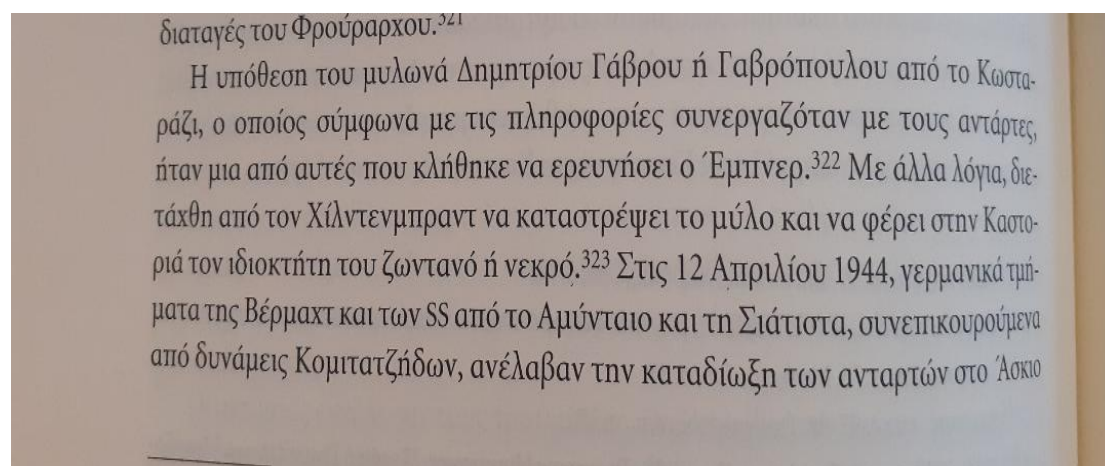 διαταγές του Φρούραρχου.321
Η υπόθεση του μυλωνά Δημητρίου Γάβρου ή Γαβρόπουλου από το Κωστα-
ράζι, ο οποίος σύμφωνα με τις πληροφορίες συνεργαζόταν με τους αντάρτες,
ήταν μια από αυτές που κλήθηκε να ερευνήσει ο Έμπνερ.322 Με άλλα λόγια, διε-
τάχθη από τον Χίλντενμπραντ να καταστρέψει το μύλο και να φέρει στην Καστο-
ριά τον ιδιοκτήτη του ζωντανό ή νεκρό.323 Στις 12 Απριλίου 1944, γερμανικά τμή-
ματα της Βέρμαχτ και των SS από το Αμύνταιο και τη Σιάτιστα, συνεπικουρούμενα
από δυνάμεις Κομιτατζήδων, ανέλαβαν την καταδίωξη των ανταρτών στο Άσκιο